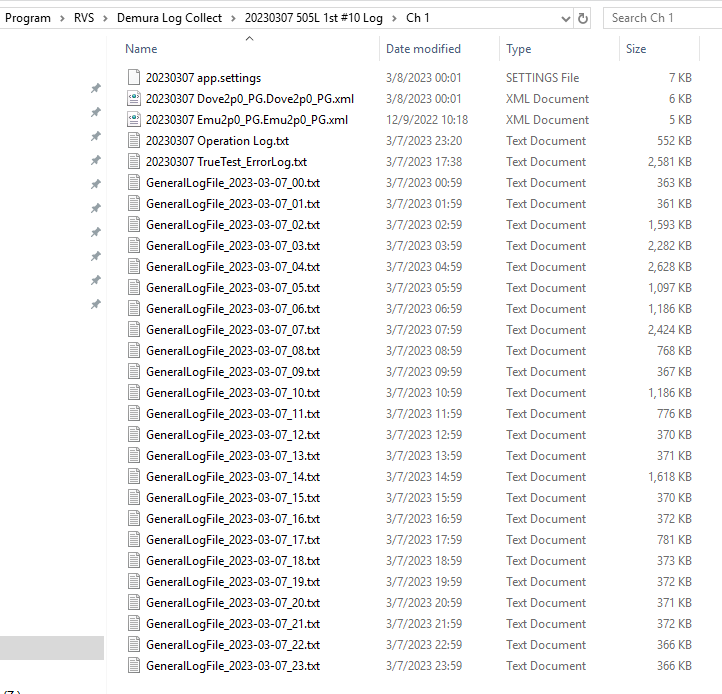 Program > RVS > Demura Log Collect > 20230307 505L 1st #10 Log > Ch 1 Search Ch 1
Name Date modified Type Size
20230307 app.settings 3/8/2023 00:01 SETTINGS File 7 KB
20230307 Dove2p0_PG.Dove2p0_PG.xml 3/8/2023 00:01 XML Document 6 KB
20230307 Emu2p0_PG.Emu2p0_PG.xml 12/9/2022 10:18 XML Document 5 KB
20230307 Operation Log.txt 3/7/2023 23:20 Text Document 552 KB
20230307 TrueTest_ErrorLog.txt 3/7/2023 17:38 Text Document 2,581 KB
GeneralLogFile_2023-03-07_00.txt 3/7/2023 00:59 Text Document 363 KB
GeneralLogFile_2023-03-07_01.txt 3/7/2023 01:59 Text Document 361 KB
GeneralLogFile_2023-03-07_02.txt 3/7/2023 02:59 Text Document 1,593 KB
GeneralLogFile_2023-03-07_03.txt 3/7/2023 03:59 Text Document 2,282 KB
GeneralLogFile_2023-03-07_04.txt 3/7/2023 04:59 Text Document 2,628 KB
GeneralLogFile_2023-03-07_05.txt 3/7/2023 05:59 Text Document 1,097 KB
GeneralLogFile_2023-03-07_06.txt 3/7/2023 06:59 Text Document 1,186 KB
GeneralLogFile_2023-03-07_07.txt 3/7/2023 07:59 Text Document 2,424 KB
GeneralLogFile_2023-03-07_08.txt 3/7/2023 08:59 Text Document 768 KB
GeneralLogFile_2023-03-07_09.txt 3/7/2023 09:59 Text Document 367 KB
GeneralLogFile_2023-03-07_10.txt 3/7/2023 10:59 Text Document 1,186 KB
GeneralLogFile_2023-03-07_11.txt 3/7/2023 11:59 Text Document 776 KB
GeneralLogFile_2023-03-07_12.txt 3/7/2023 12:59 Text Document 370 KB
GeneralLogFile_2023-03-07_13.txt 3/7/2023 13:59 Text Document 371 KB
GeneralLogFile_2023-03-07_14.txt 3/7/2023 14:59 Text Document 1,618 KB
GeneralLogFile_2023-03-07_15.txt 3/7/2023 15:59 Text Document 370 KB
GeneralLogFile_2023-03-07_16.txt 3/7/2023 16:59 Text Document 372 KB
GeneralLogFile_2023-03-07_17.txt 3/7/2023 17:59 Text Document 781 KB
GeneralLogFile_2023-03-07_18.txt 3/7/2023 18:59 Text Document 373 KB
GeneralLogFile_2023-03-07_19.txt 3/7/2023 19:59 Text Document 372 KB
GeneralLogFile_2023-03-07_20.txt 3/7/2023 20:59 Text Document 371 KB
GeneralLogFile_2023-03-07_21.txt 3/7/2023 21:59 Text Document 372 KB
GeneralLogFile_2023-03-07_22.txt 3/7/2023 22:59 Text Document 366 KB
GeneralLogFile_2023-03-07_23.txt 3/7/2023 23:59 Text Document 366 KB